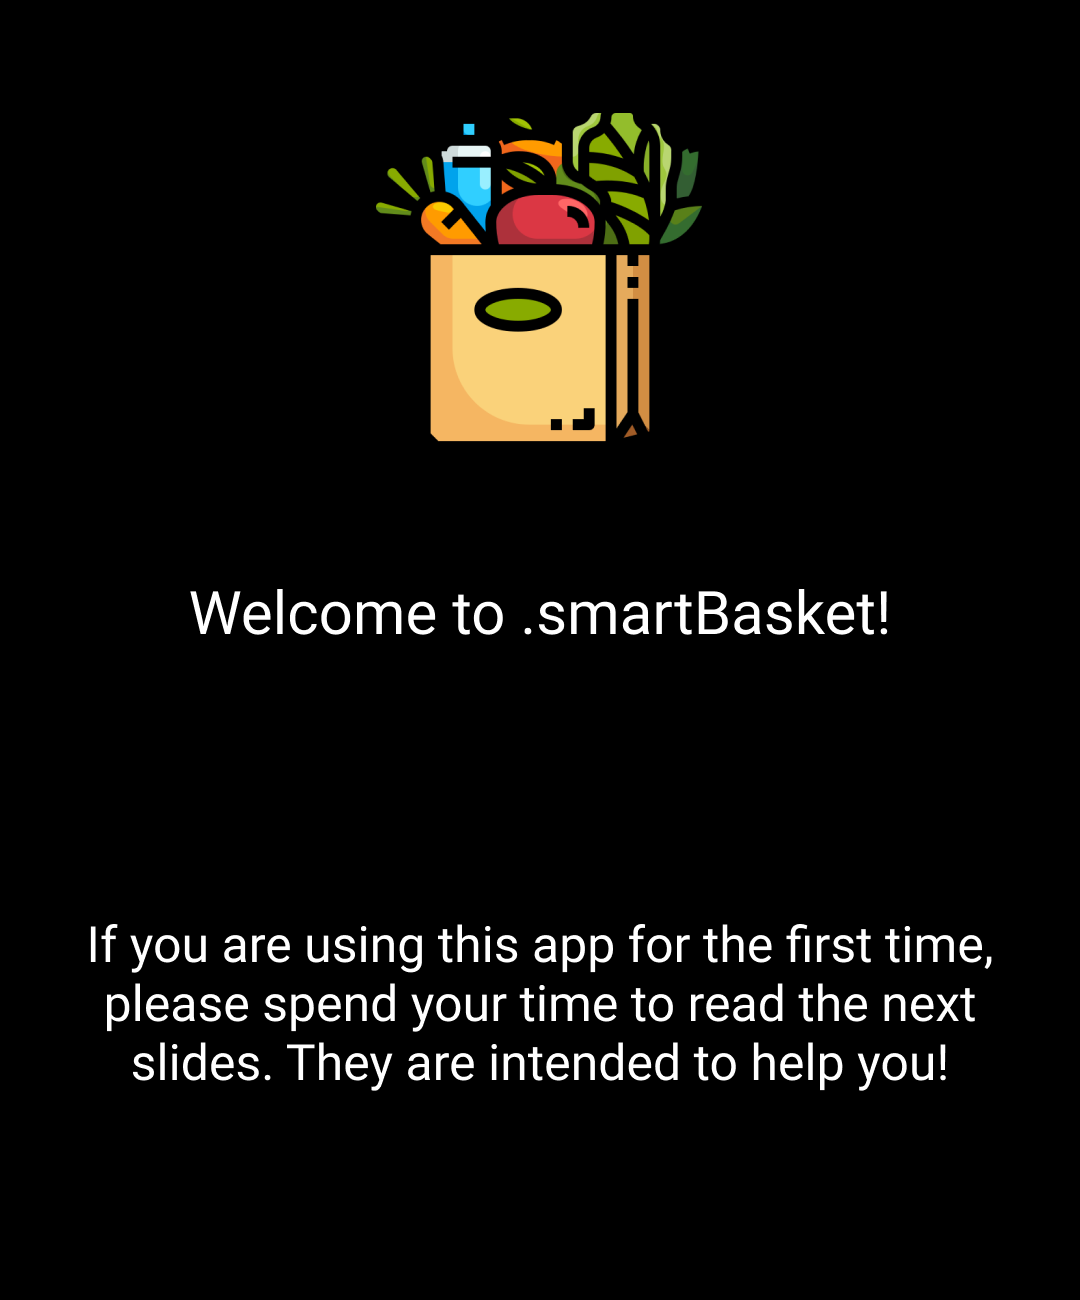 Welcome to .smartBasket!
If you are using this app for the first time,
please spend your time to read the next
slides. They are intended to help you!